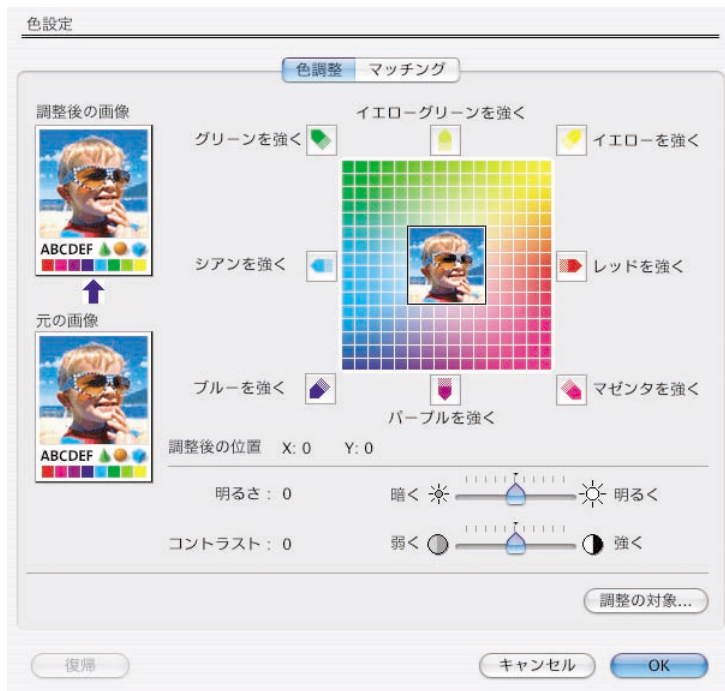 色設定
色調整 マッチング
調整後の画像
イエローグリーンを強く
グリーンを強く
イエローを強く
ABCDEF
シアンを強く
レッドを強く
元の画像
ブルーを強く
マゼンタを強く
パープルを強く
ABCDEF
調整後の位置 X: 0 Y: 0
明るさ: 0 暗く 明るく
コントラスト: 0 弱く 強く
調整の対象...
復帰 キャンセル OK